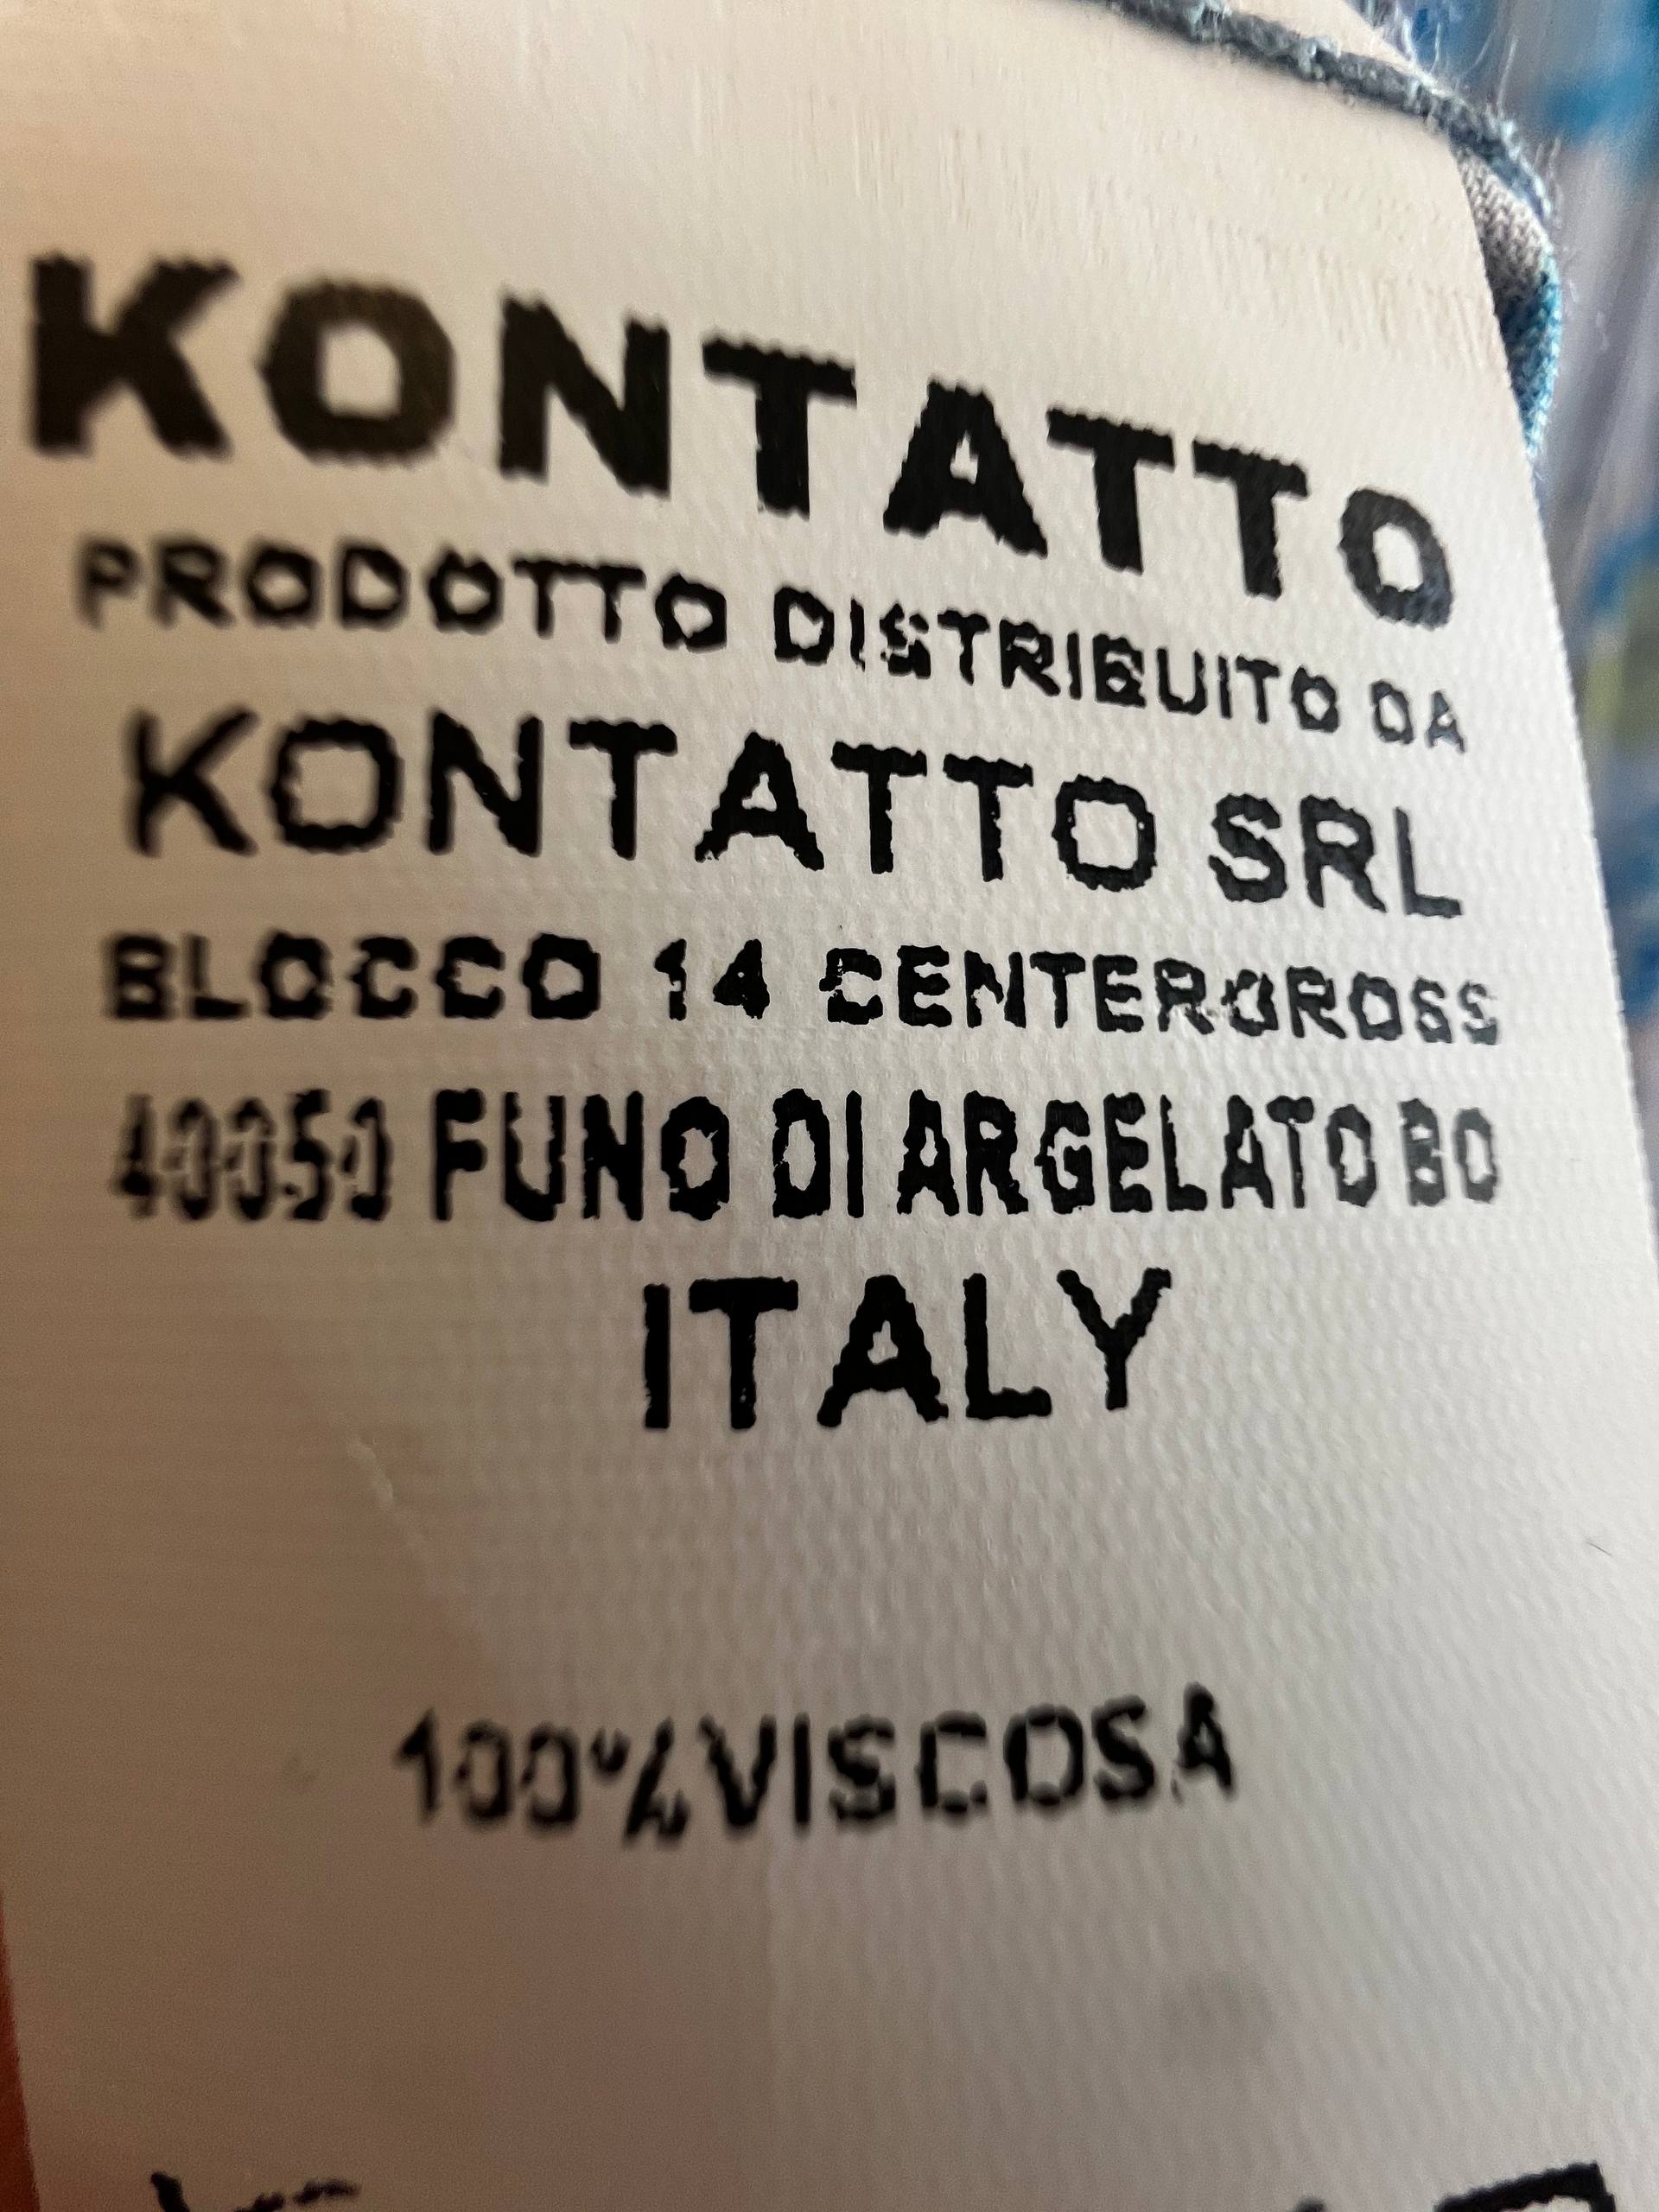 KONTATTO
PRODOTTO DISTRIBUITO DA
KONTATTO SRL
BLOCCO 14 CENTERGROSS
40050 FUNO DI ARGELATO BO
ITALY
100%VISCOSA